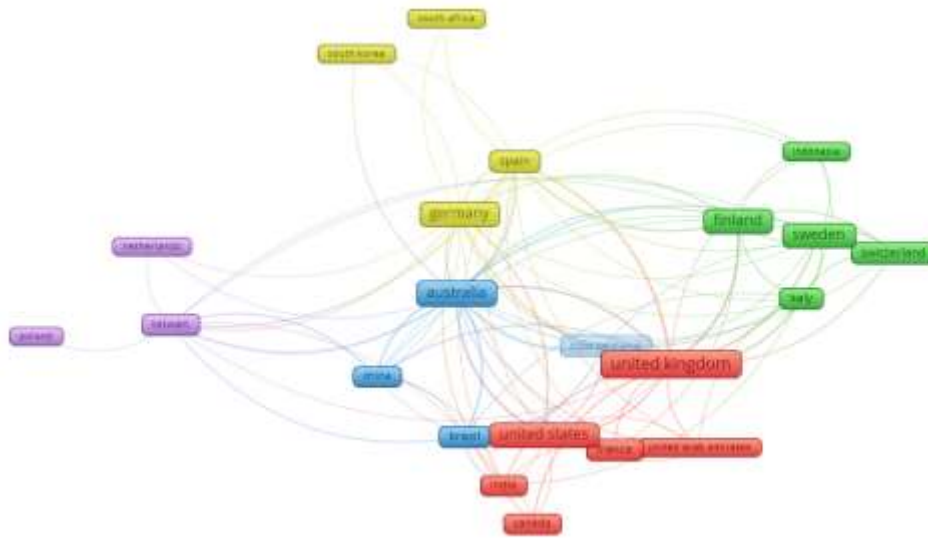 south africa
south korea
spain
indonesia
finland
germany
sweden
netherlands
switzerland
australia
italy
taiwan
poland
united kingdom
china
united states
brazil
france
united arab emirates
india
canada